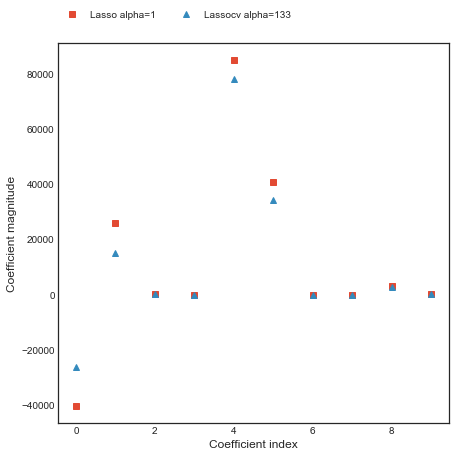 Lasso alpha=1 Lassocv alpha=133
80000
60000
40000
20000
0
−20000
−40000
Coefficient magnitude
0 2 4 6 8
Coefficient index